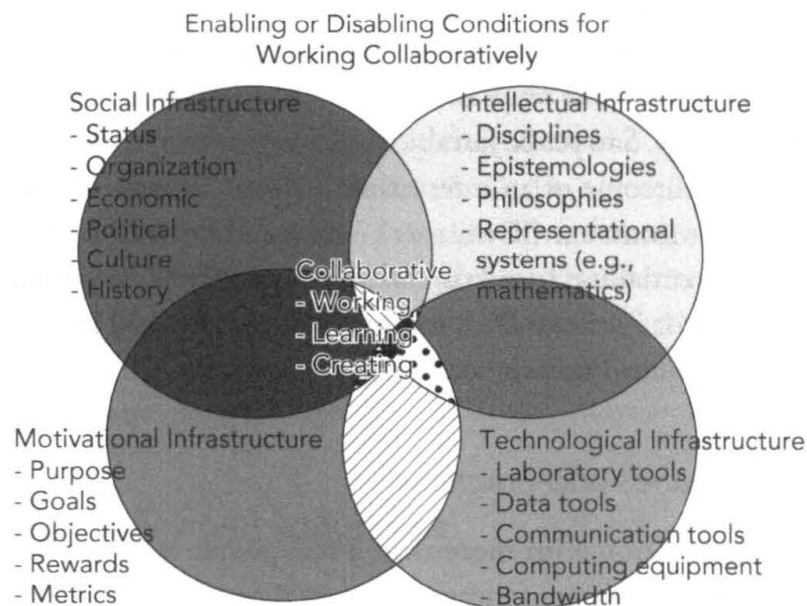 Enabling or Disabling Conditions for
Working Collaboratively
Social Infrastructure
- Status
- Organization
- Economic
- Political
- Culture
- History
Intellectual Infrastructure
- Disciplines
- Epistemologies
- Philosophies
- Representational
systems (e.g.,
mathematics)
Collaborative
- Working
- Learning
- Creating
Motivational Infrastructure
- Purpose
- Goals
- Objectives
- Rewards
- Metrics
Technological Infrastructure
- Laboratory tools
- Data tools
- Communication tools
- Computing equipment
- Bandwidth